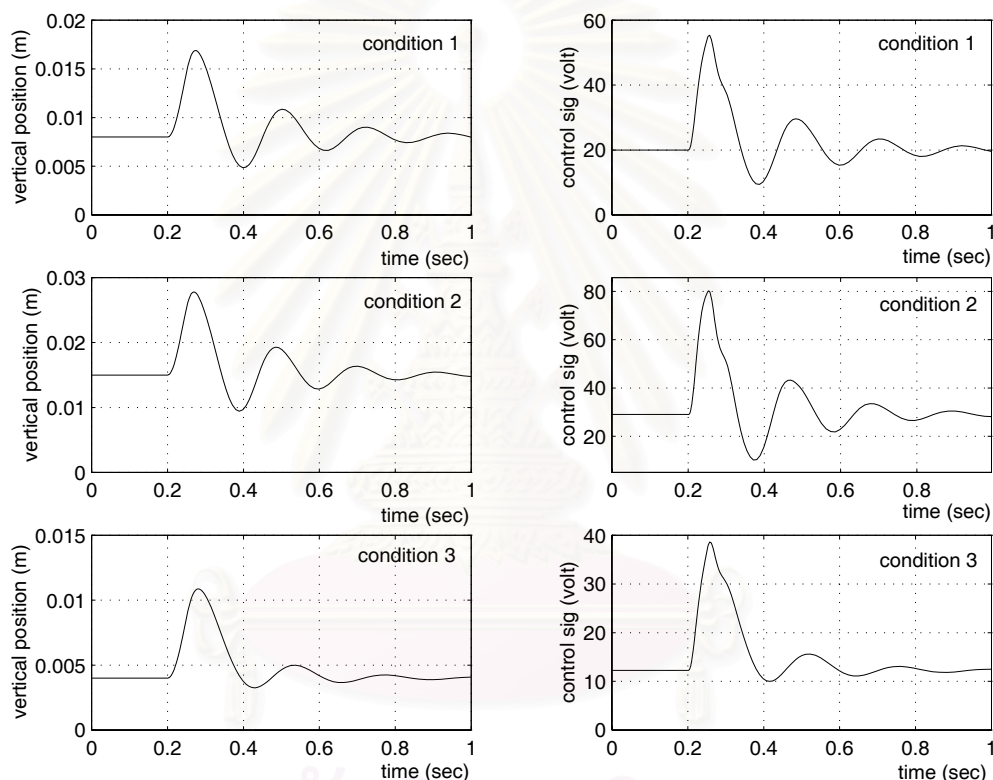 0.02
0.015
0.01
0.005
0
vertical position (m)
condition 1
0 0.2 0.4 0.6 0.8 1
time (sec)
60
40
20
0
control sig (volt)
condition 1
0 0.2 0.4 0.6 0.8 1
time (sec)
0.03
0.02
0.01
0
vertical position (m)
condition 2
0 0.2 0.4 0.6 0.8 1
time (sec)
80
60
40
20
control sig (volt)
condition 2
0 0.2 0.4 0.6 0.8
time (sec)
0.015
0.01
0.005
0
vertical position (m)
condition 3
0 0.2 0.4 0.6 0.8 1
time (sec)
40
30
20
10
0
control sig (volt)
condition 3
0 0.2 0.4 0.6 0.8 1
time (sec)